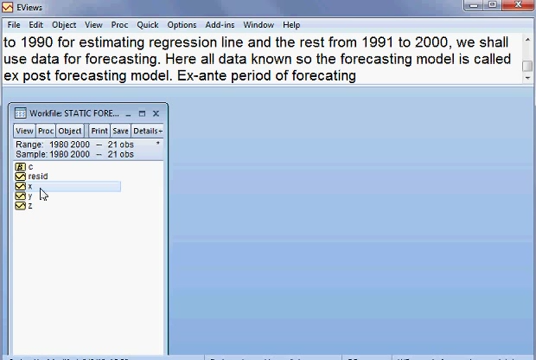 EViews
File Edit Object View Proc Quick Options Add-ins Window Help
to 1990 for estimating regression line and the rest from 1991 to 2000, we shall
use data for forecasting. Here all data known so the forecasting model is called
ex post forecasting model. Ex-ante period of forecating
Workfile: STATIC FORE...
View Proc Object Print Save Details+
Range: 1980 2000 -- 21 obs *
Sample: 1980 2000 -- 21 obs
c
resid
x
y
z